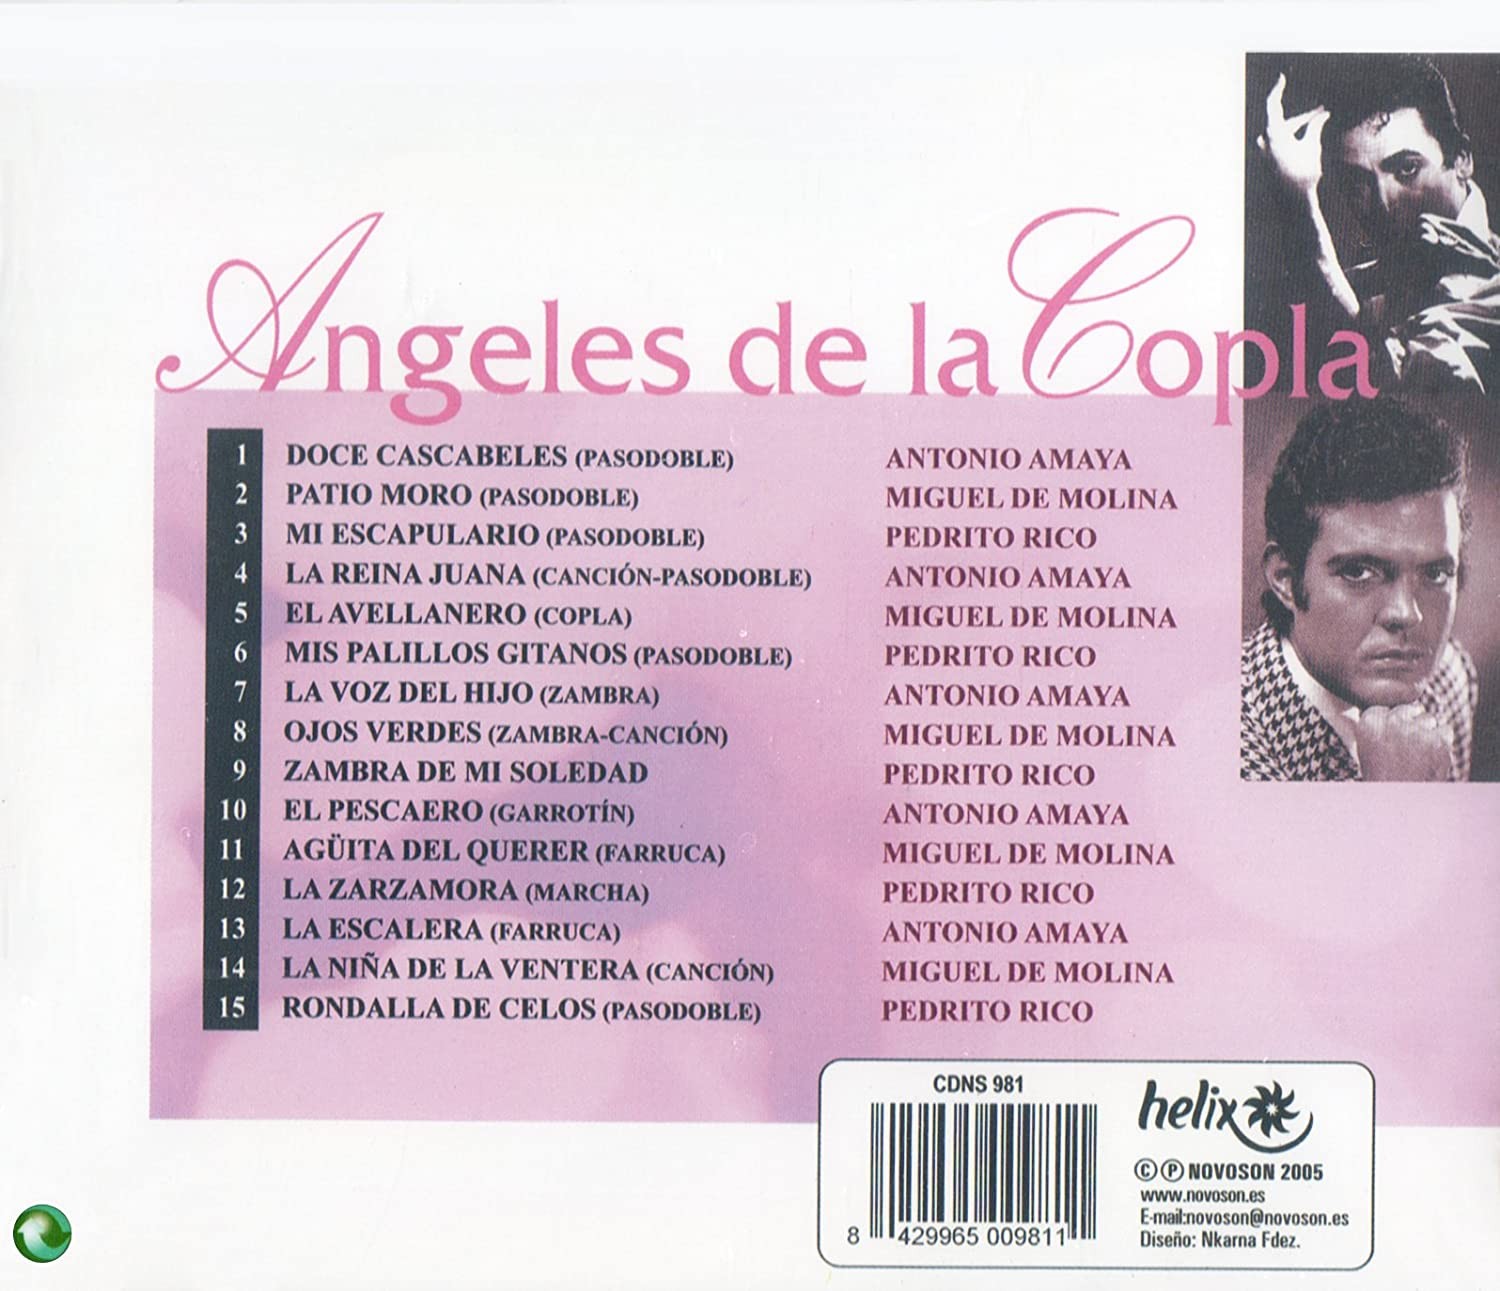 Angeles de la Copla
1 DOCE CASCABELES (PASODOBLE) ANTONIO AMAYA
2 PATIO MORO (PASODOBLE) MIGUEL DE MOLINA
3 MI ESCAPULARIO (PASODOBLE) PEDRITO RICO
4 LA REINA JUANA (CANCIÓN-PASODOBLE) ANTONIO AMAYA
5 EL AVELLANERO (COPLA) MIGUEL DE MOLINA
6 MIS PALILLOS GITANOS (PASODOBLE) PEDRITO RICO
7 LA VOZ DEL HIJO (ZAMBRA) ANTONIO AMAYA
8 OJOS VERDES (ZAMBRA-CANCIÓN) MIGUEL DE MOLINA
9 ZAMBRA DE MI SOLEDAD PEDRITO RICO
10 EL PESCAERO (GARROTÍN) ANTONIO AMAYA
11 AGÜITA DEL QUERER (FARRUCA) MIGUEL DE MOLINA
12 LA ZARZAMORA (MARCHA) PEDRITO RICO
13 LA ESCALERA (FARRUCA) ANTONIO AMAYA
14 LA NIÑA DE LA VENTERA (CANCIÓN) MIGUEL DE MOLINA
15 RONDALLA DE CELOS (PASODOBLE) PEDRITO RICO
CDNS 981
8 429965 009811
helix
© ℗ NOVOSON 2005
www.novoson.es
E-mail:novoson@novoson.es
Diseño: Nkarna Fdez.